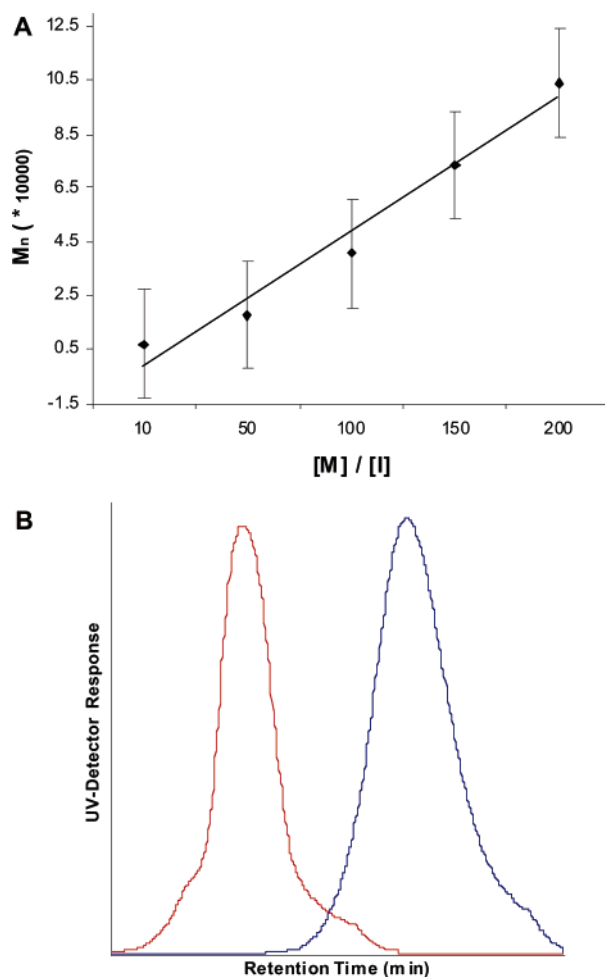 A
12.5
10.5
8.5
6.5
4.5
2.5
0.5
-1.5
Mn ( * 10000)
10 50 100 150 200
[M] / [I]
B
UV-Detector Response
Retention Time (min)